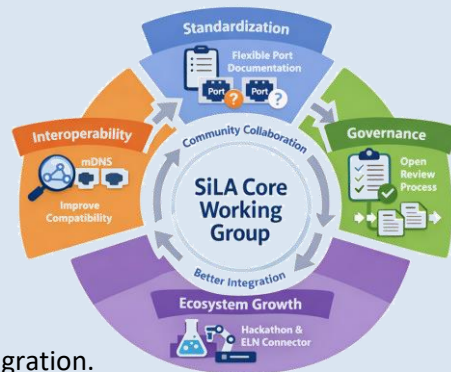 Standardization
Flexible Port
Documentation
Port
?
Port
?
Interoperability
mDNS
Improve
Compatibility
Community Collaboration
SiLA Core
Working
Group
Better Integration
Governance
Open
Review
Process
Ecosystem Growth
Hackathon &
ELN Connector
gration.